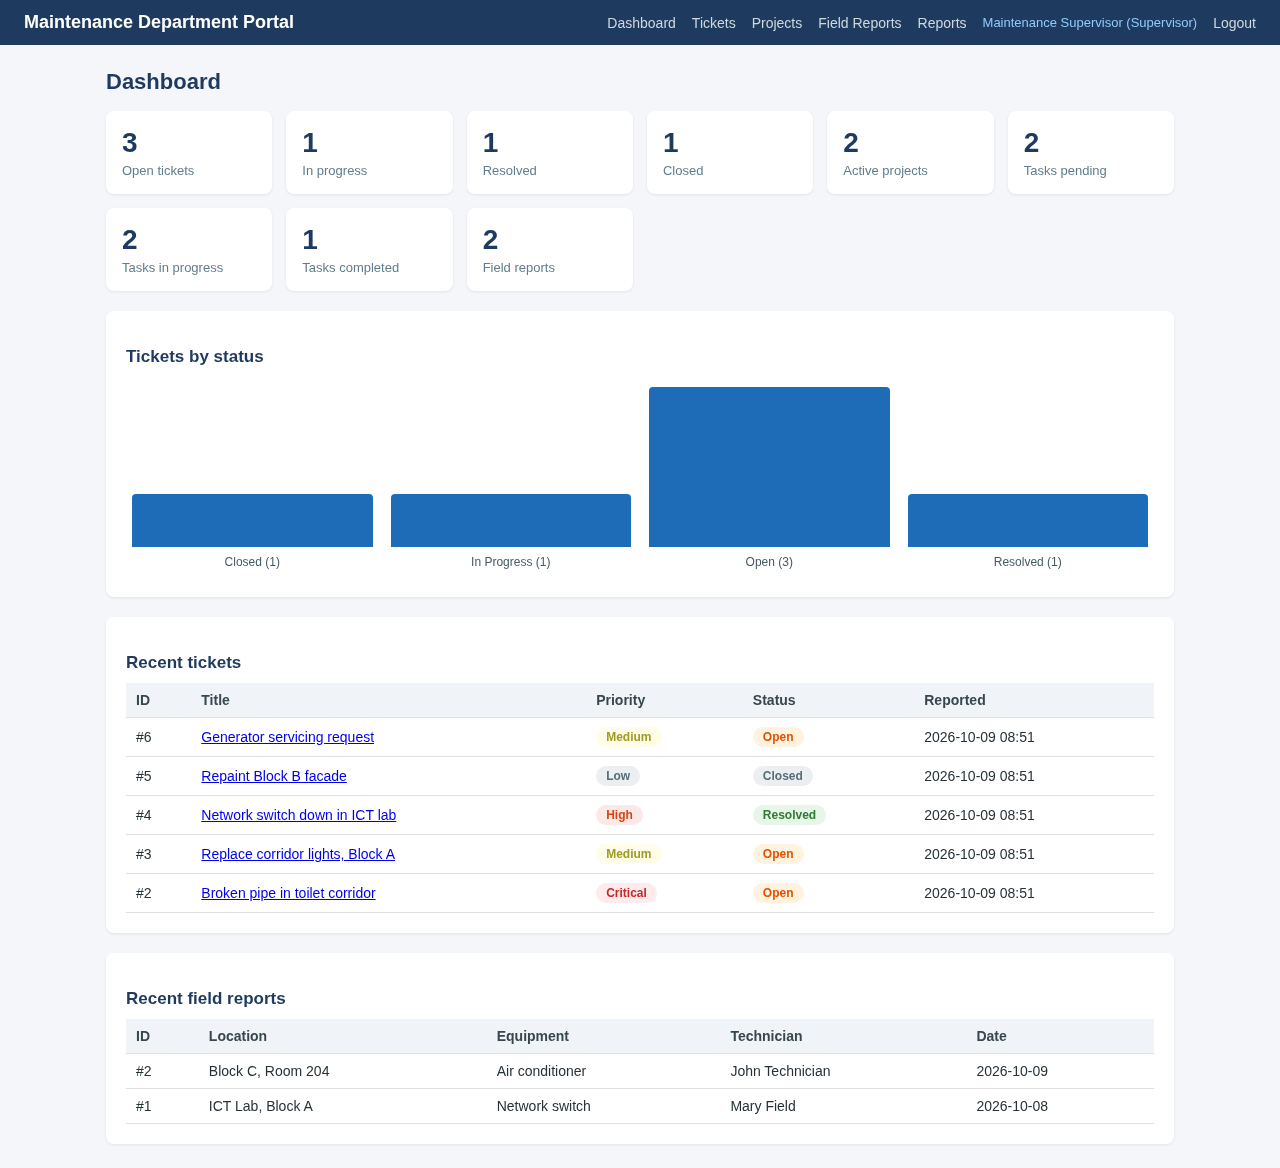 Maintenance Department Portal
Dashboard Tickets Projects Field Reports Reports Maintenance Supervisor (Supervisor) Logout
Dashboard
3 1 1 1 2 2
Open tickets In progress Resolved Closed Active projects Tasks pending
2 1 2
Tasks in progress Tasks completed Field reports
Tickets by status
Closed (1) In Progress (1) Open (3) Resolved (1)
Recent tickets
ID Title Priority Status Reported
#6 Generator servicing request Medium Open 2026-10-09 08:51
#5 Repaint Block B facade Low Closed 2026-10-09 08:51
#4 Network switch down in ICT lab High Resolved 2026-10-09 08:51
#3 Replace corridor lights, Block A Medium Open 2026-10-09 08:51
#2 Broken pipe in toilet corridor Critical Open 2026-10-09 08:51
Recent field reports
ID Location Equipment Technician Date
#2 Block C, Room 204 Air conditioner John Technician 2026-10-09
#1 ICT Lab, Block A Network switch Mary Field 2026-10-08